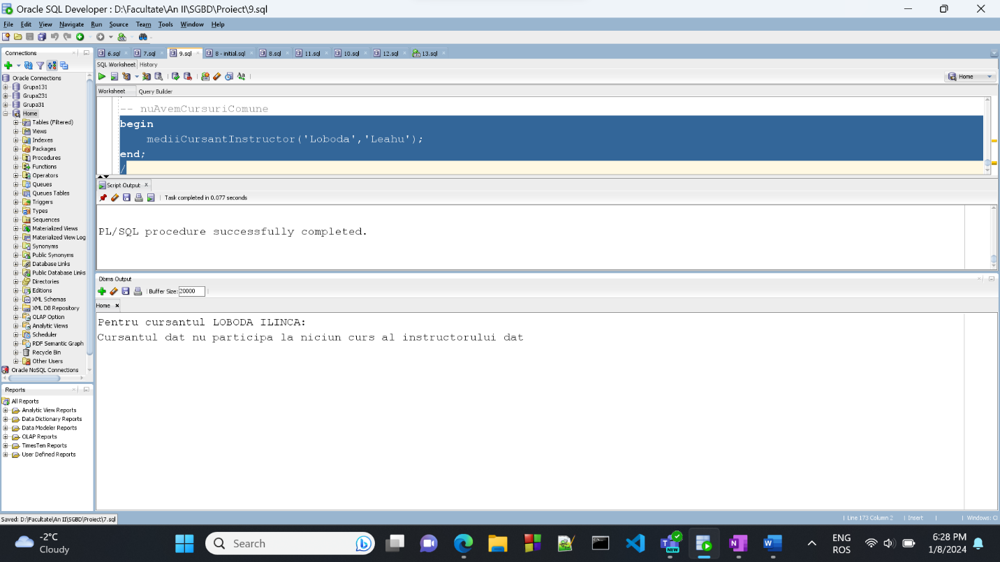 Oracle SQL Developer : D:\Facultate\An II\SGBD\Proiect\9.sql
File Edit View Navigate Run Source Team Tools Window Help
Connections
Oracle Connections
Grupa131
Grupa231
Grupa31
Home
Tables (Filtered)
Views
Indexes
Packages
Procedures
Functions
Operators
Queues
Queues Tables
Triggers
Types
Sequences
Materialized Views
Materialized View Log
Synonyms
Public Synonyms
Database Links
Public Database Links
Directories
Editions
XML Schemas
XML DB Repository
OLAP Option
Analytic Views
Scheduler
RDF Semantic Graph
Recycle Bin
Other Users
Oracle NoSQL Connections
Reports
All Reports
Analytic View Reports
Data Dictionary Reports
Data Modeler Reports
OLAP Reports
TimesTen Reports
User Defined Reports
6.sql 7.sql 9.sql 8 - initial.sql 8.sql 11.sql 10.sql 12.sql 13.sql
SQL Worksheet History
Home
Worksheet Query Builder
-- nuAvemCursuriComune
begin
mediiCursantInstructor('Loboda','Leahu');
end;
/
Script Output x
Task completed in 0.077 seconds
PL/SQL procedure successfully completed.
Dbms Output
Buffer Size: 20000
Home x
Pentru cursantul LOBODA ILINCA:
Cursantul dat nu participa la niciun curs al instructorului dat
Saved: D:\Facultate\An II\SGBD\Proiect\7.sql
Line 173 Column 2 Insert Windows: Cl
-2°C
Cloudy
Search
NEW
ENG
ROS
6:28 PM
1/8/2024